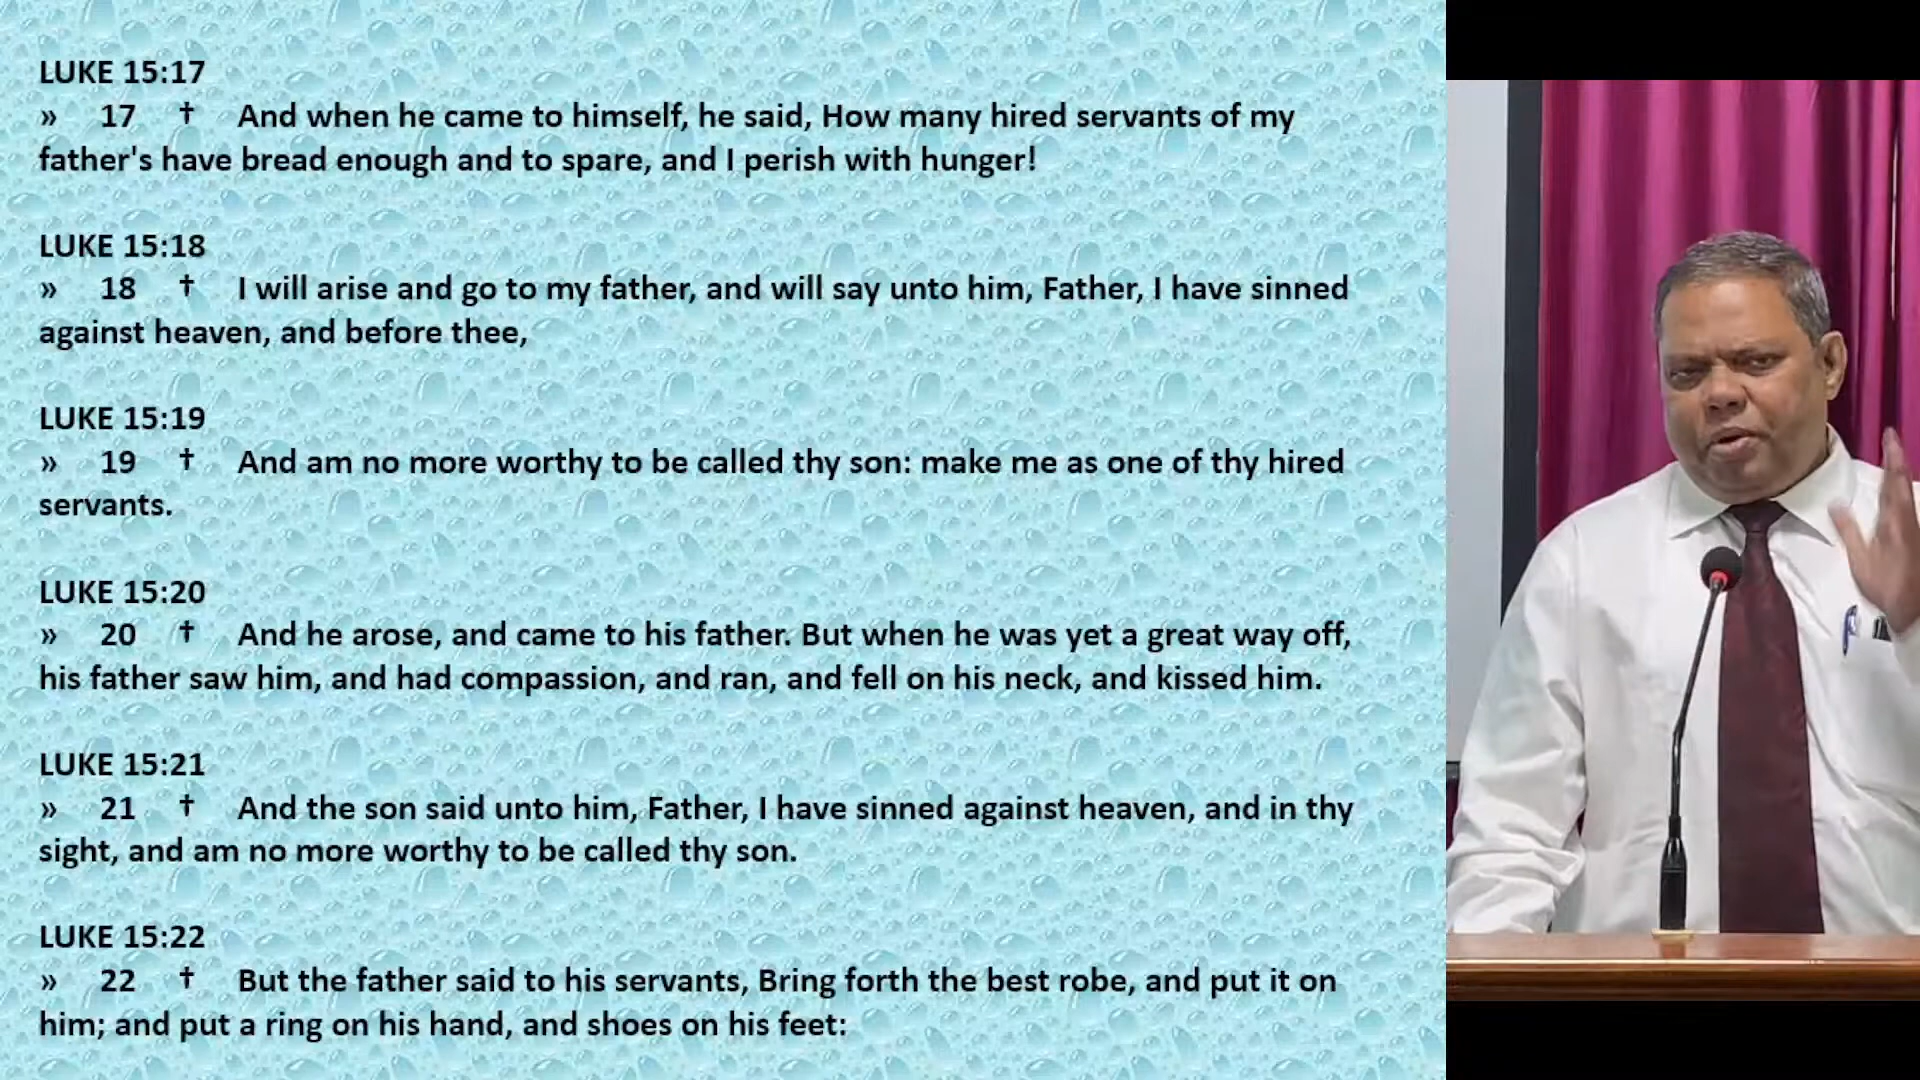 LUKE 15:17
» 17 ✝ And when he came to himself, he said, How many hired servants of my
father's have bread enough and to spare, and I perish with hunger!
LUKE 15:18
» 18 ✝ I will arise and go to my father, and will say unto him, Father, I have sinned
against heaven, and before thee,
LUKE 15:19
» 19 ✝ And am no more worthy to be called thy son: make me as one of thy hired
servants.
LUKE 15:20
» 20 ✝ And he arose, and came to his father. But when he was yet a great way off,
his father saw him, and had compassion, and ran, and fell on his neck, and kissed him.
LUKE 15:21
» 21 ✝ And the son said unto him, Father, I have sinned against heaven, and in thy
sight, and am no more worthy to be called thy son.
LUKE 15:22
» 22 ✝ But the father said to his servants, Bring forth the best robe, and put it on
him; and put a ring on his hand, and shoes on his feet: